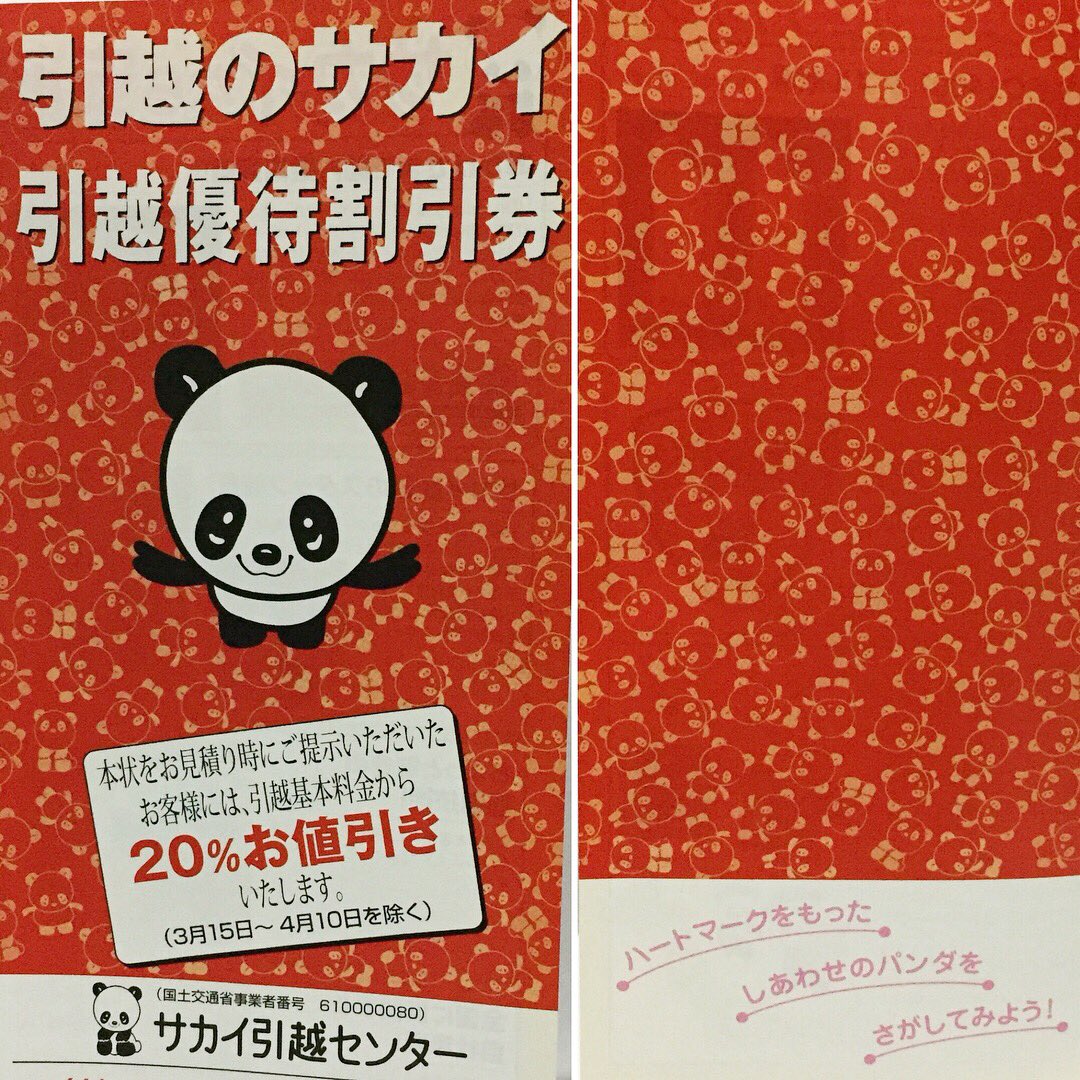 引越のサカイ
引越優待割引券
本状をお見積り時にご提示いただいた
お客様には、引越基本料金から
20%お値引き
いたします。
(3月15日~4月10日を除く)
(国土交通省事業者番号 610000080)
サカイ引越センター
ハートマークをもった
しあわせのパンダを
さがしてみよう!